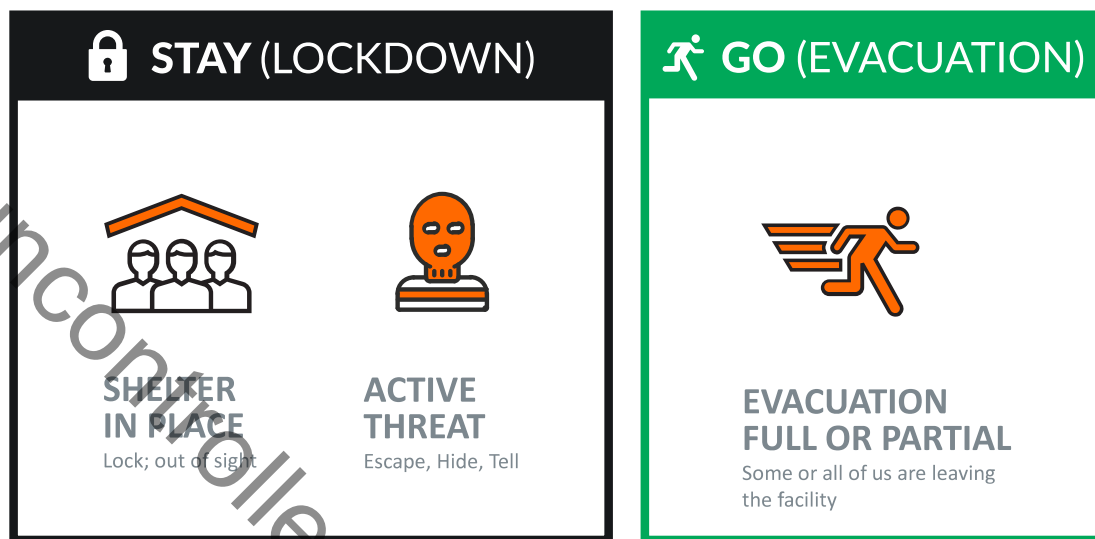 STAY (LOCKDOWN)
SHELTER
IN PLACE
Lock; out of sight
ACTIVE
THREAT
Escape, Hide, Tell
GO (EVACUATION)
EVACUATION
FULL OR PARTIAL
Some or all of us are leaving
the facility